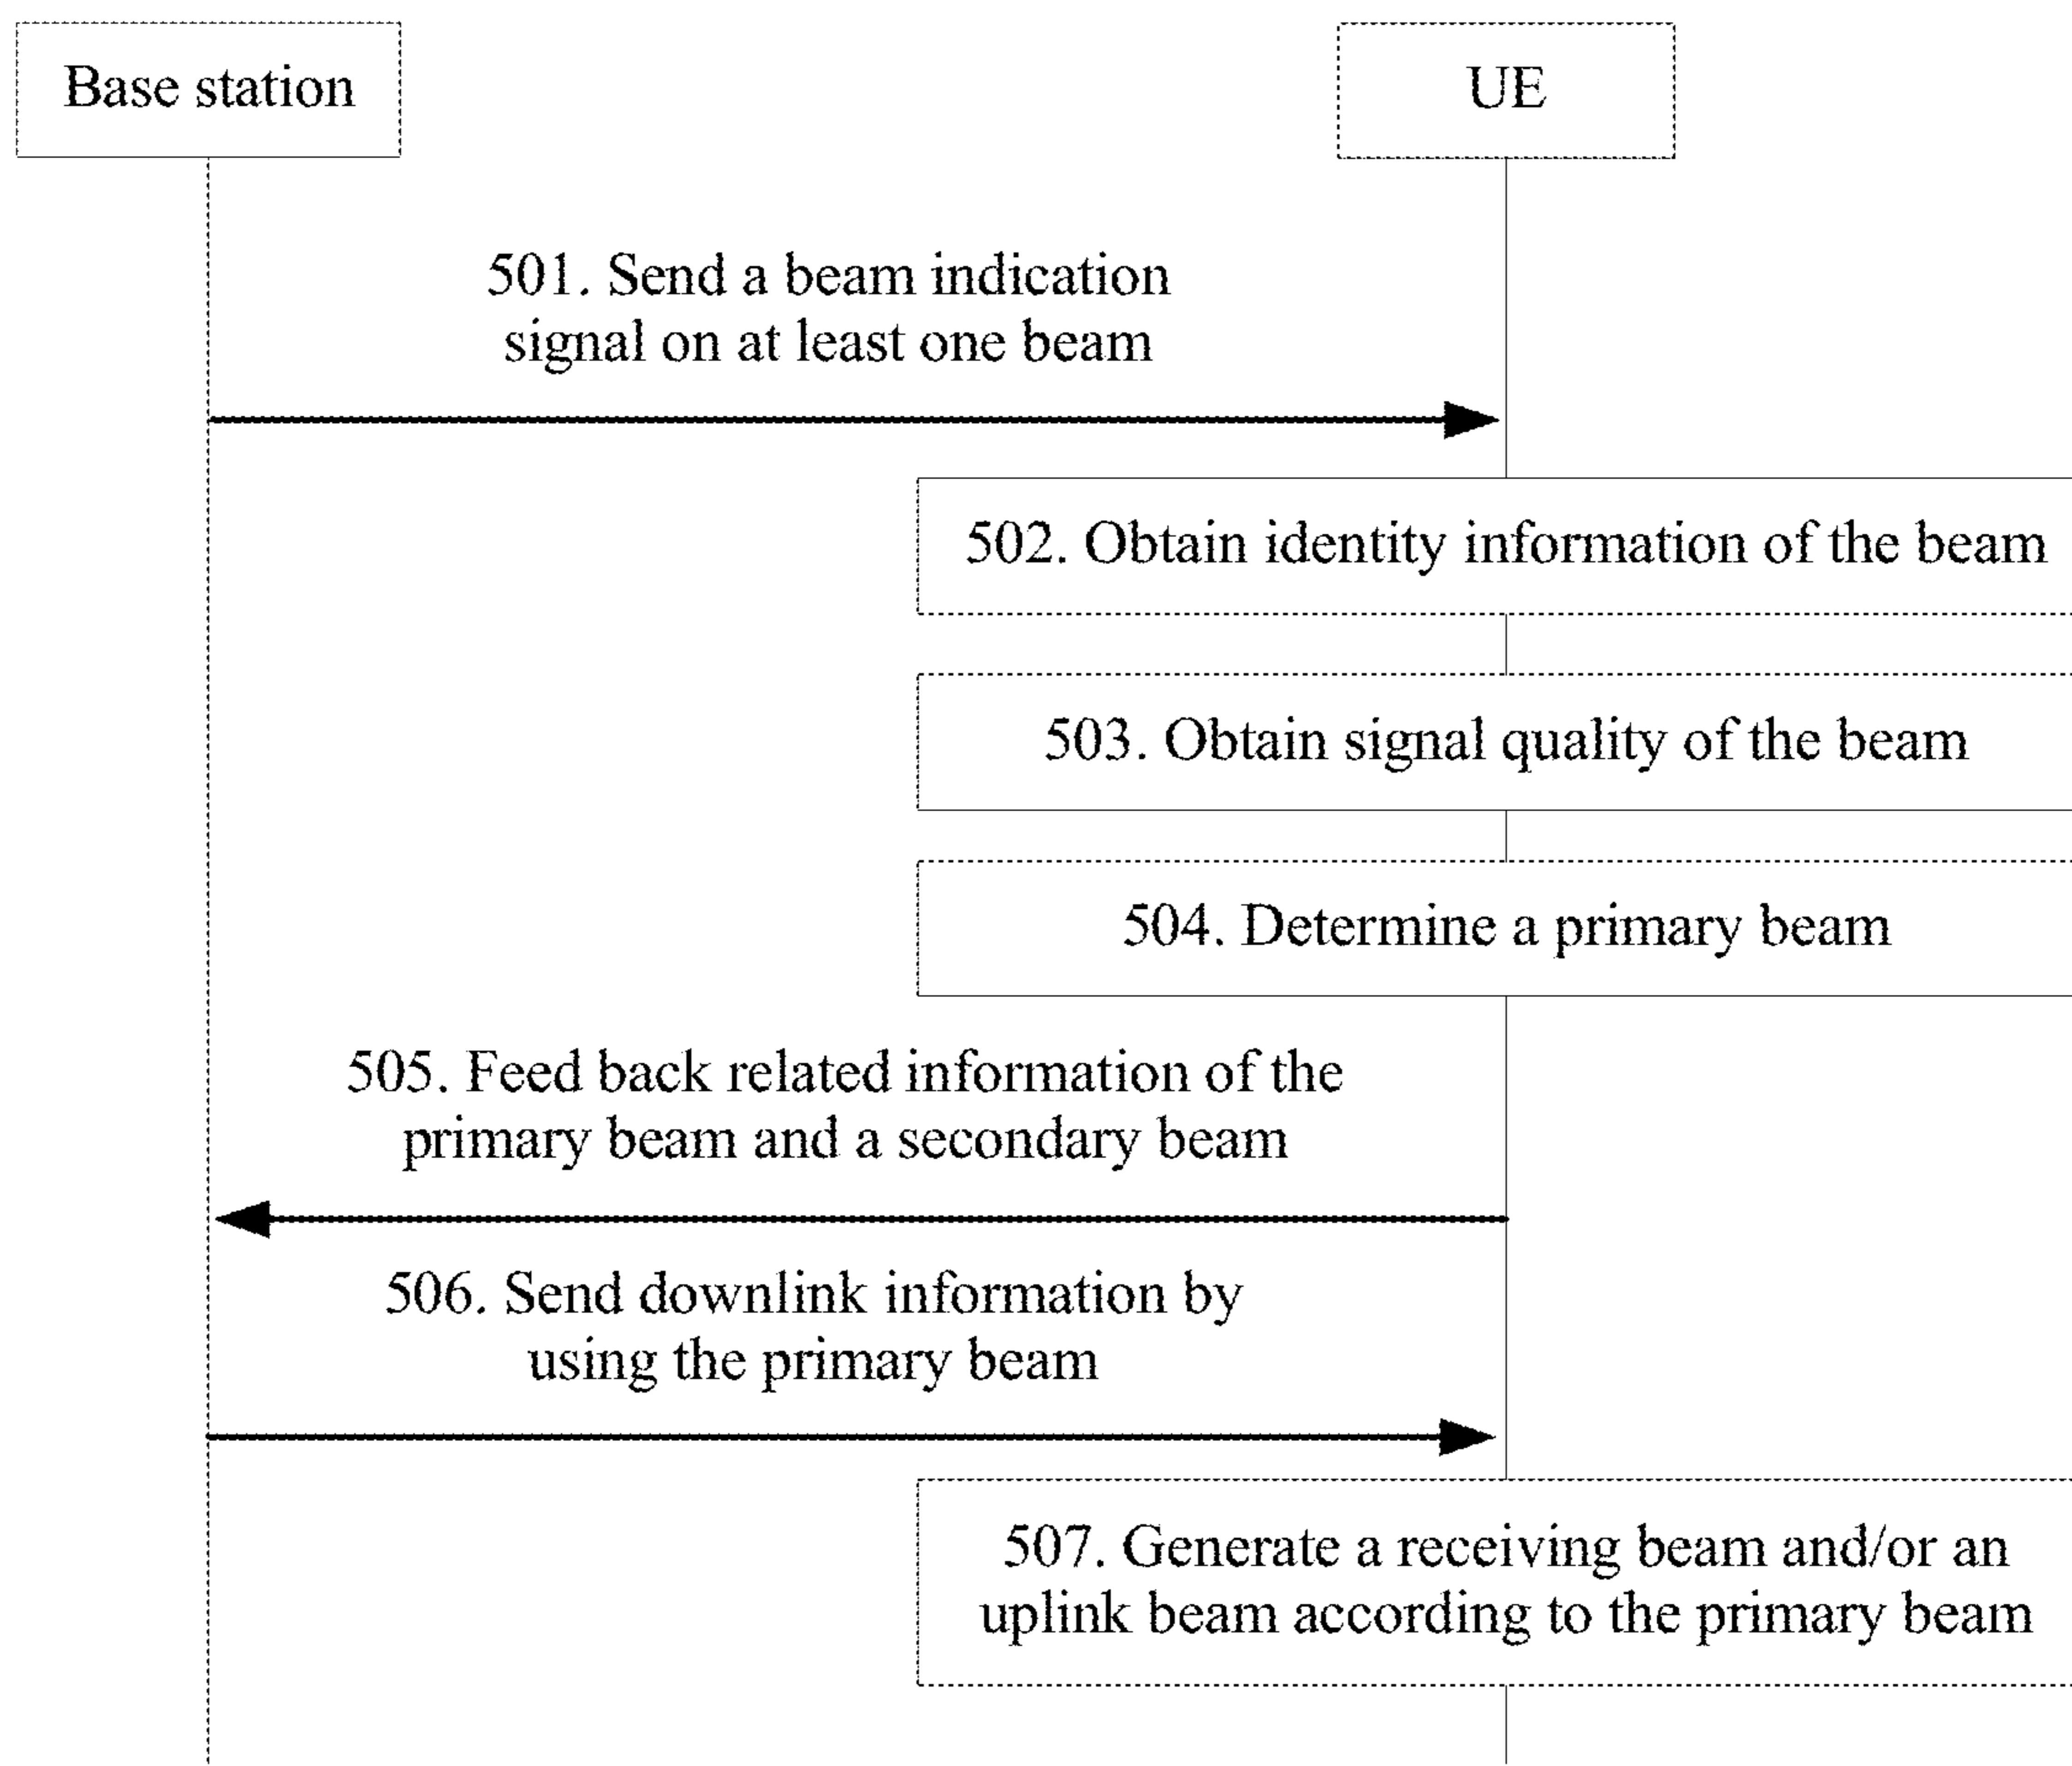 Base station
UE
501. Send a beam indication
signal on at least one beam
502. Obtain identity information of the beam
503. Obtain signal quality of the beam
504. Determine a primary beam
505. Feed back related information of the
primary beam and a secondary beam
506. Send downlink information by
using the primary beam
507. Generate a receiving beam and/or an
uplink beam according to the primary beam